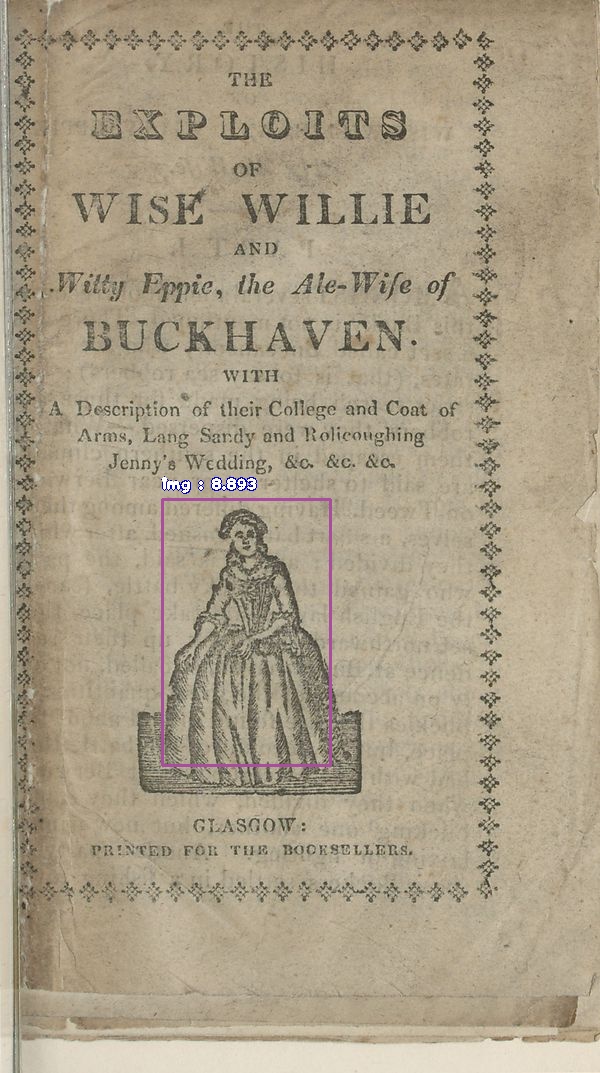 THE
EXPLOITS
OF
WISE WILLIE
AND
Witty Eppie, the Ale-Wife of
BUCKHAVEN.
WITH
A Description of their College and Coat of
Arms, Lang Sandy and Rolicoughing
Jenny's Wedding, &c. &c. &c.
img : 8.893
GLASGOW:
PRINTED FOR THE BOOKSELLERS.